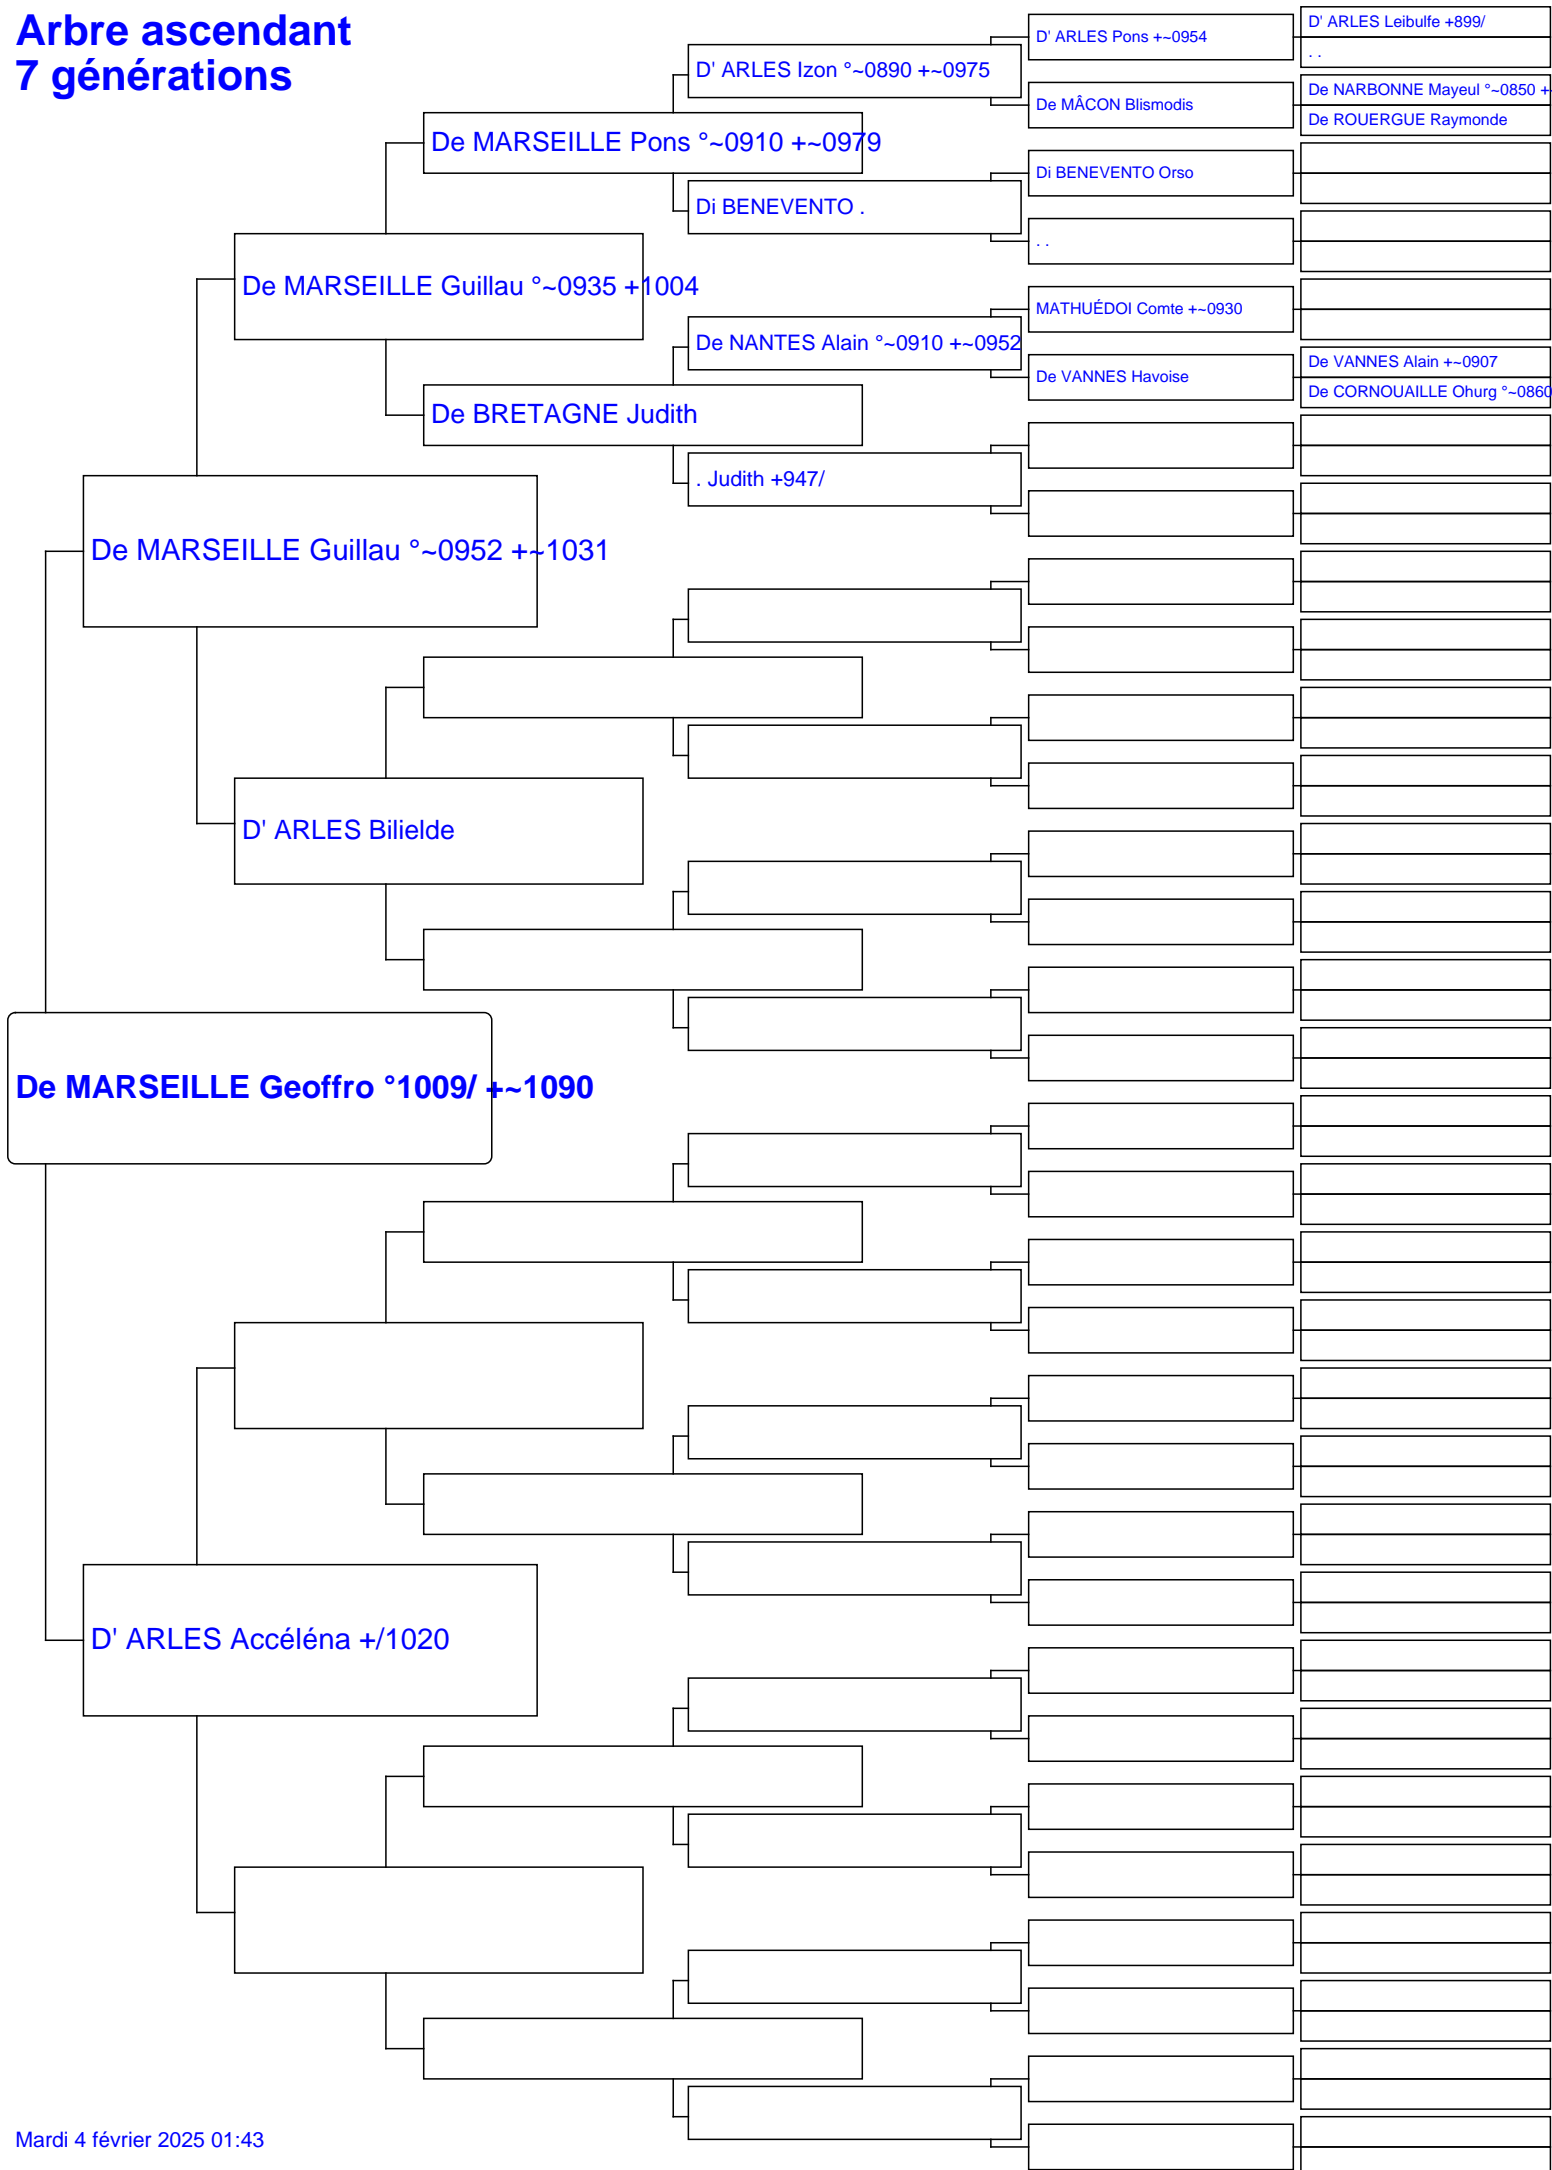 Arbre ascendant
7 générations
D' ARLES Leibulfe +899/
D' ARLES Pons +~0954
. .
D' ARLES Izon °~0890 +~0975
De NARBONNE Mayeul °~0850 +
De MÂCON Blismodis
De ROUERGUE Raymonde
De MARSEILLE Pons °~0910 +~0979
Di BENEVENTO Orso
Di BENEVENTO .
. .
De MARSEILLE Guillau °~0935 +1004
MATHUÉDOI Comte +~0930
De NANTES Alain °~0910 +~0952
De VANNES Alain +~0907
De VANNES Havoise
De CORNOUAILLE Ohurg °~0860
De BRETAGNE Judith
. Judith +947/
De MARSEILLE Guillau °~0952 +~1031
D' ARLES Bilielde
De MARSEILLE Geoffro °1009/ +~1090
D' ARLES Accéléna +/1020
Mardi 4 février 2025 01:43